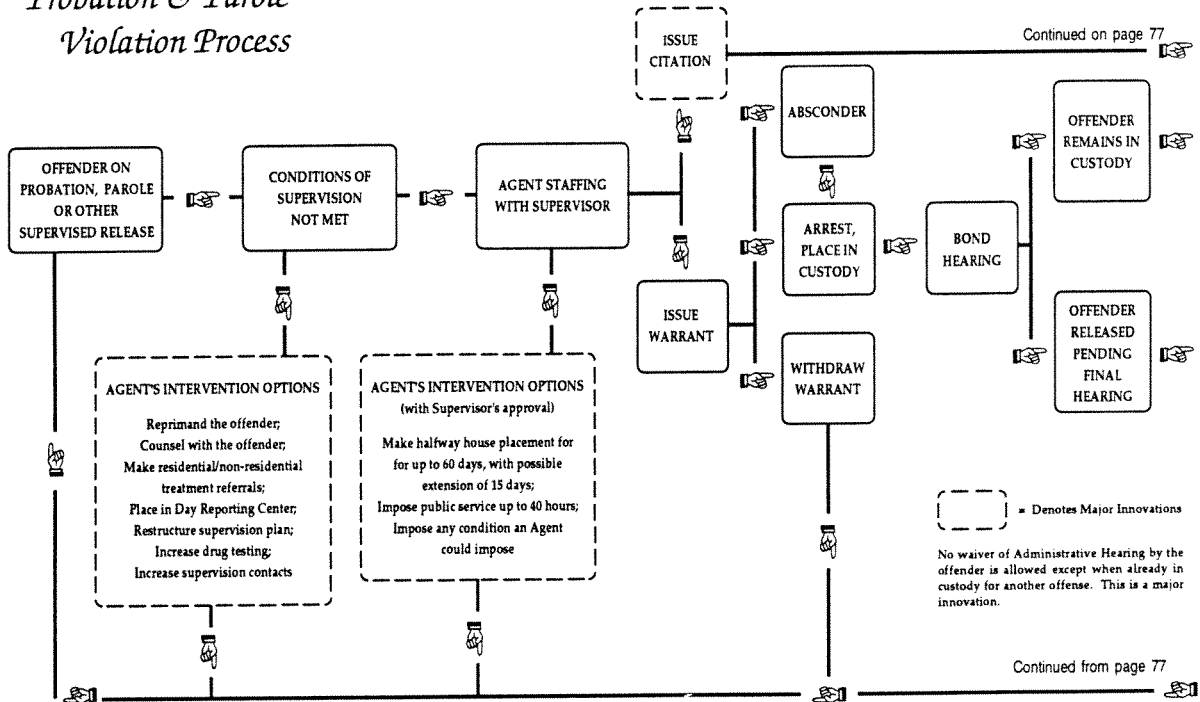 Probation & Parole
Violation Process
ISSUE
CITATION
Continued on page 77
ABSCONDER
OFFENDER
REMAINS IN
CUSTODY
OFFENDER ON
PROBATION, PAROLE
OR OTHER
SUPERVISED RELEASE
CONDITIONS OF
SUPERVISION
NOT MET
AGENT STAFFING
WITH SUPERVISOR
ARREST,
PLACE IN
CUSTODY
BOND
HEARING
ISSUE
WARRANT
WITHDRAW
WARRANT
OFFENDER
RELEASED
PENDING
FINAL
HEARING
AGENT'S INTERVENTION OPTIONS
Reprimand the offender;
Counsel with the offender;
Make residential/non-residential
treatment referrals;
Place in Day Reporting Center;
Restructure supervision plan;
Increase drug testing;
Increase supervision contacts
AGENT'S INTERVENTION OPTIONS
(with Supervisor's approval)
Make halfway house placement for
for up to 60 days, with possible
extension of 15 days;
Impose public service up to 40 hours;
Impose any condition an Agent
could impose
= Denotes Major Innovations
No waiver of Administrative Hearing by the
offender is allowed except when already in
custody for another offense. This is a major
innovation.
Continued from page 77